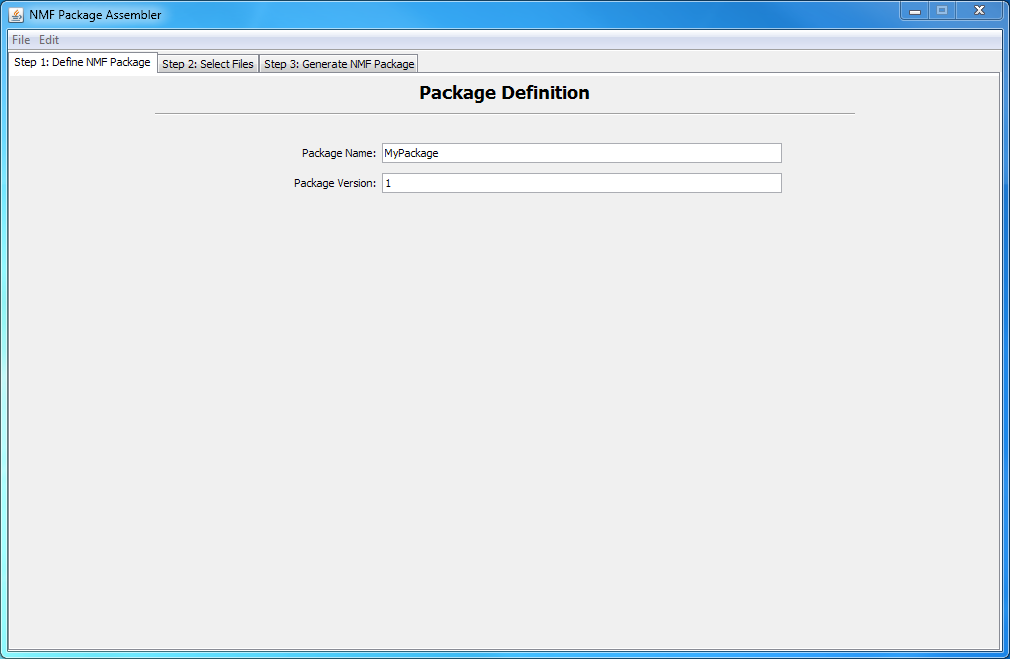 NMF Package Assembler
File Edit
Step 1: Define NMF Package Step 2: Select Files Step 3: Generate NMF Package
Package Definition
Package Name: MyPackage
Package Version: 1